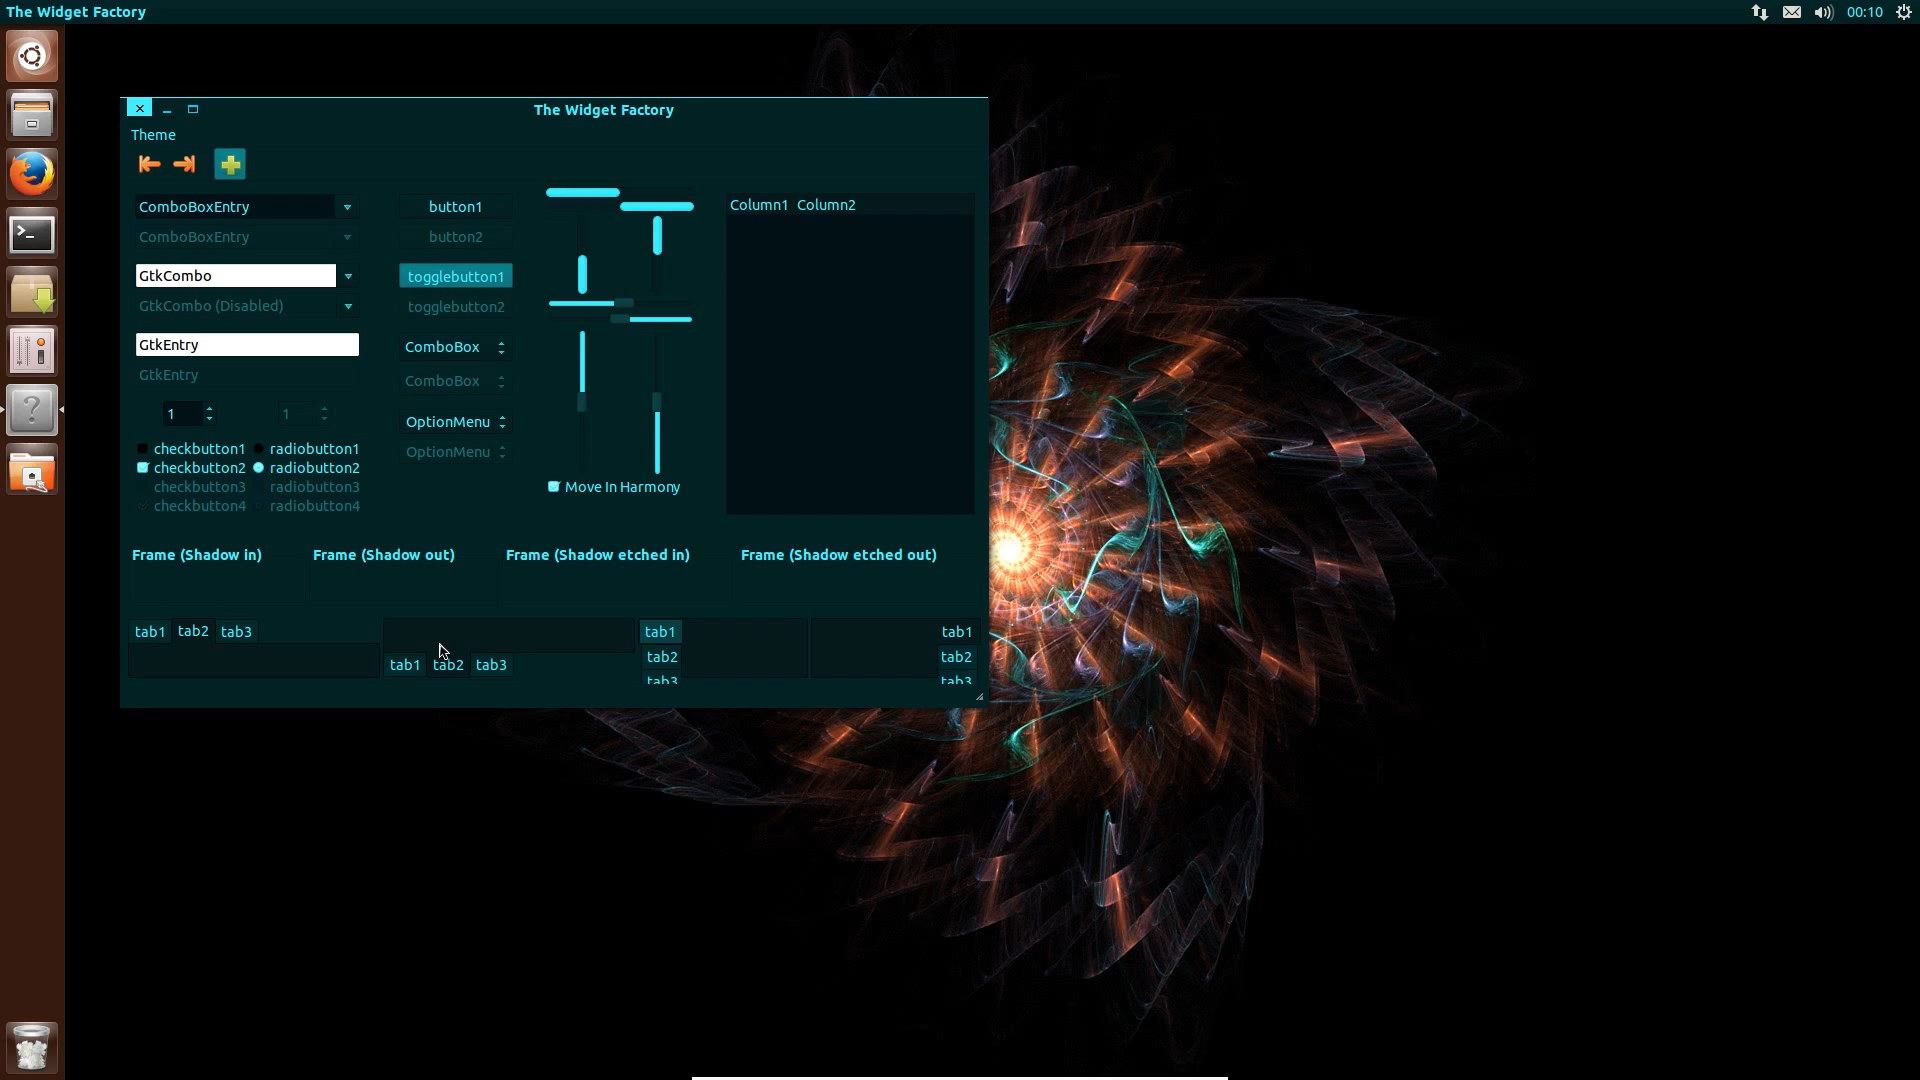 The Widget Factory
00:10
The Widget Factory
Theme
ComboBoxEntry
ComboBoxEntry
GtkCombo
GtkCombo (Disabled)
GtkEntry
GtkEntry
1 1
checkbutton1 radiobutton1
checkbutton2 radiobutton2
checkbutton3 radiobutton3
checkbutton4 radiobutton4
button1
button2
togglebutton1
togglebutton2
ComboBox
ComboBox
OptionMenu
OptionMenu
Move In Harmony
Column1 Column2
Frame (Shadow in) Frame (Shadow out) Frame (Shadow etched in) Frame (Shadow etched out)
tab1 tab2 tab3
tab1 tab2 tab3
tab1
tab2
tab3
tab1
tab2
tab3